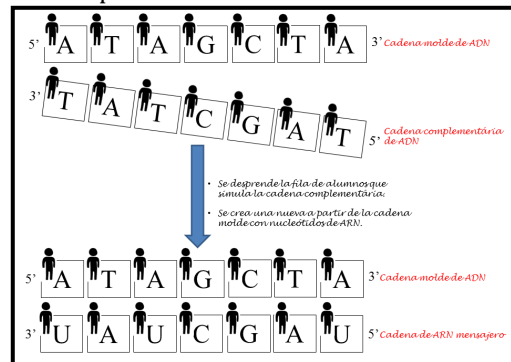 5' A T A G C T A 3' Cadena molde de ADN
3' T A T C G A T 5' Cadena complementária
de ADN
• Se desprende la fila de alumnos que
simula la cadena complementária.
• Se crea una nueva a partir de la cadena
molde con nucleótidos de ARN.
5' A T A G C T A 3' Cadena molde de ADN
3' U A U C G A U 5' Cadena de ARN mensajero